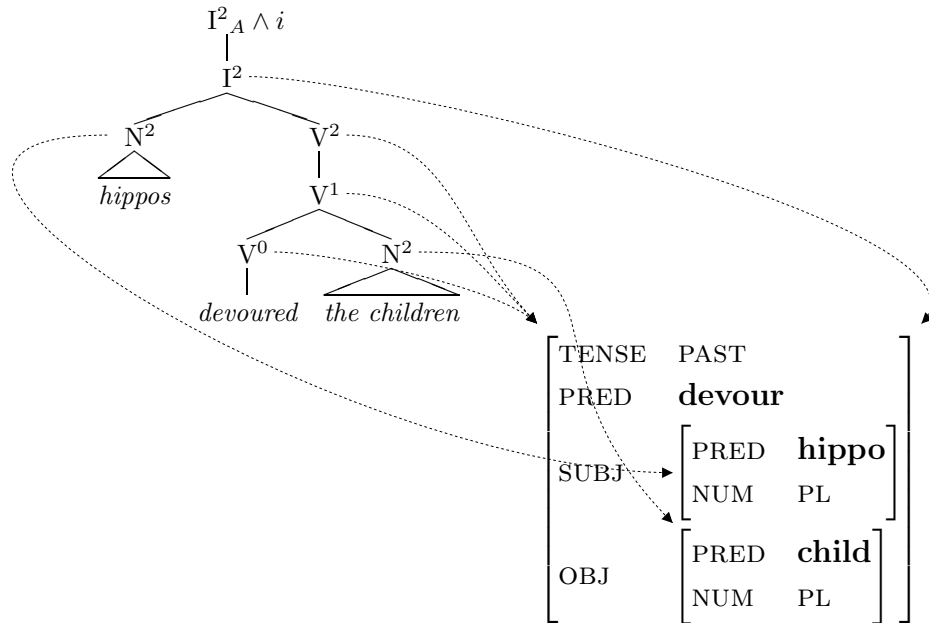 I²_A ∧ i
I²
N² V²
hippos
V¹
V⁰ N²
devoured the children
TENSE PAST
PRED devour
SUBJ
PRED hippo
NUM PL
OBJ
PRED child
NUM PL